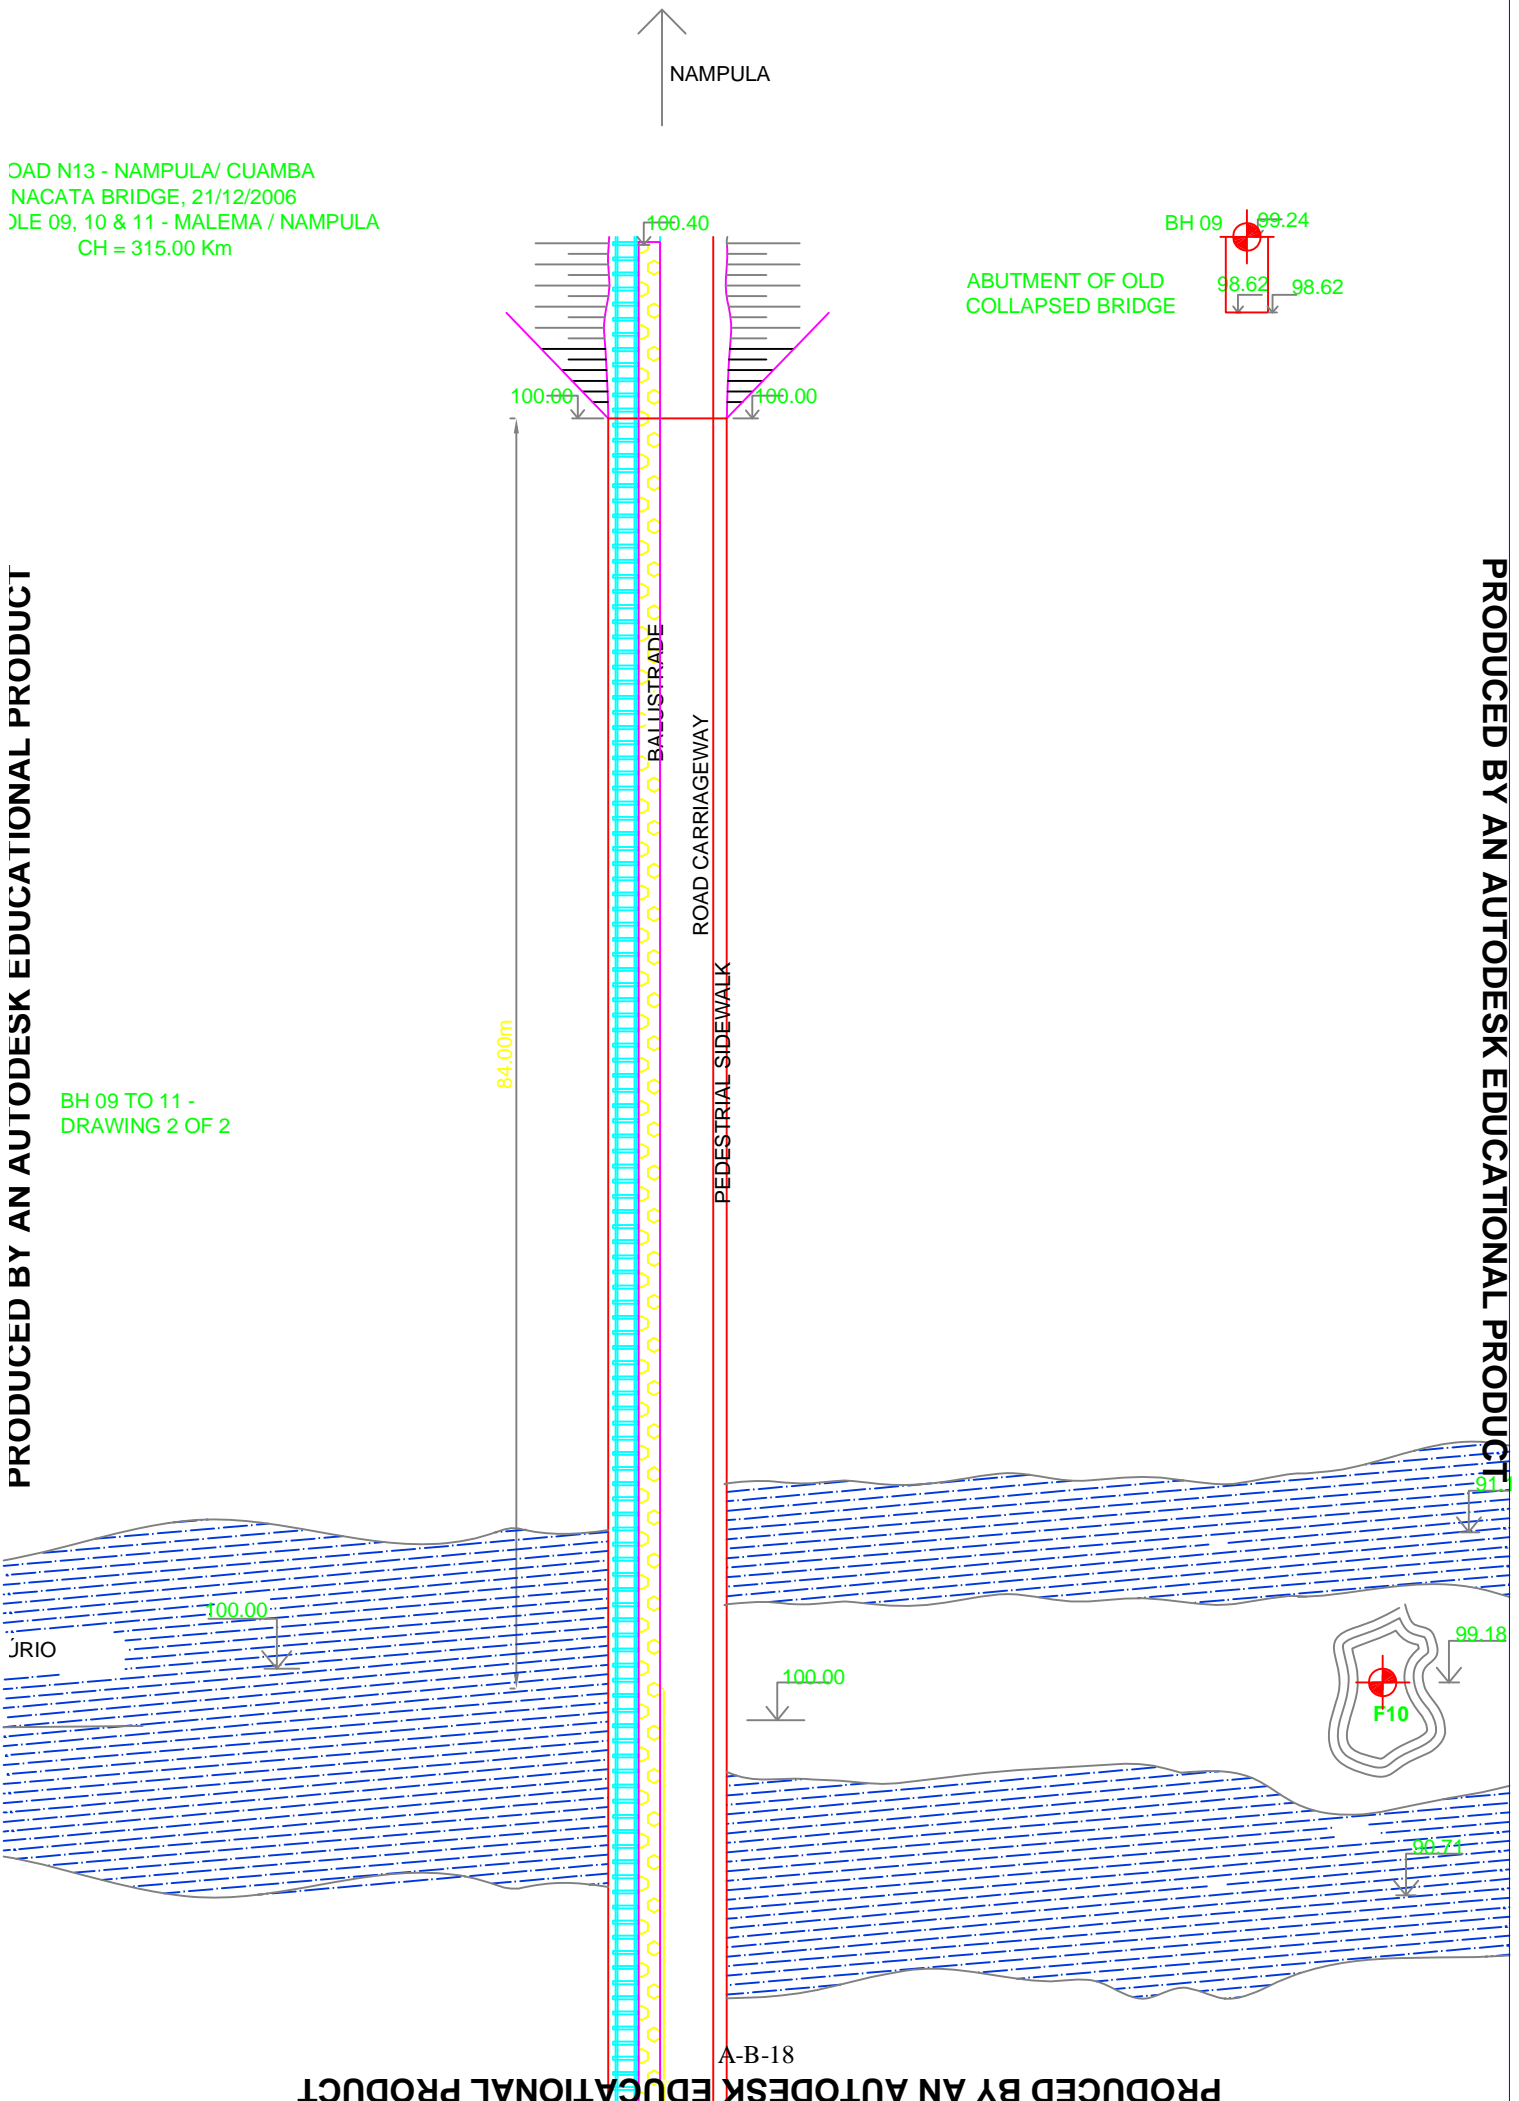 NAMPULA
OAD N13 - NAMPULA/ CUAMBA
NACATA BRIDGE, 21/12/2006
OLE 09, 10 & 11 - MALEMA / NAMPULA
CH = 315.00 Km
100.40
BH 09
99.24
ABUTMENT OF OLD
COLLAPSED BRIDGE
98.62
98.62
100.00
100.00
PRODUCED BY AN AUTODESK EDUCATIONAL PRODUCT
PRODUCED BY AN AUTODESK EDUCATIONAL PRODUCT
BALUSTRADE
ROAD CARRIAGEWAY
PEDESTRIAL SIDEWALK
84.00m
BH 09 TO 11 -
DRAWING 2 OF 2
91.1
100.00
URIO
99.18
100.00
F10
90.71
A-B-18
PRODUCED BY AN AUTODESK EDUCATIONAL PRODUCT